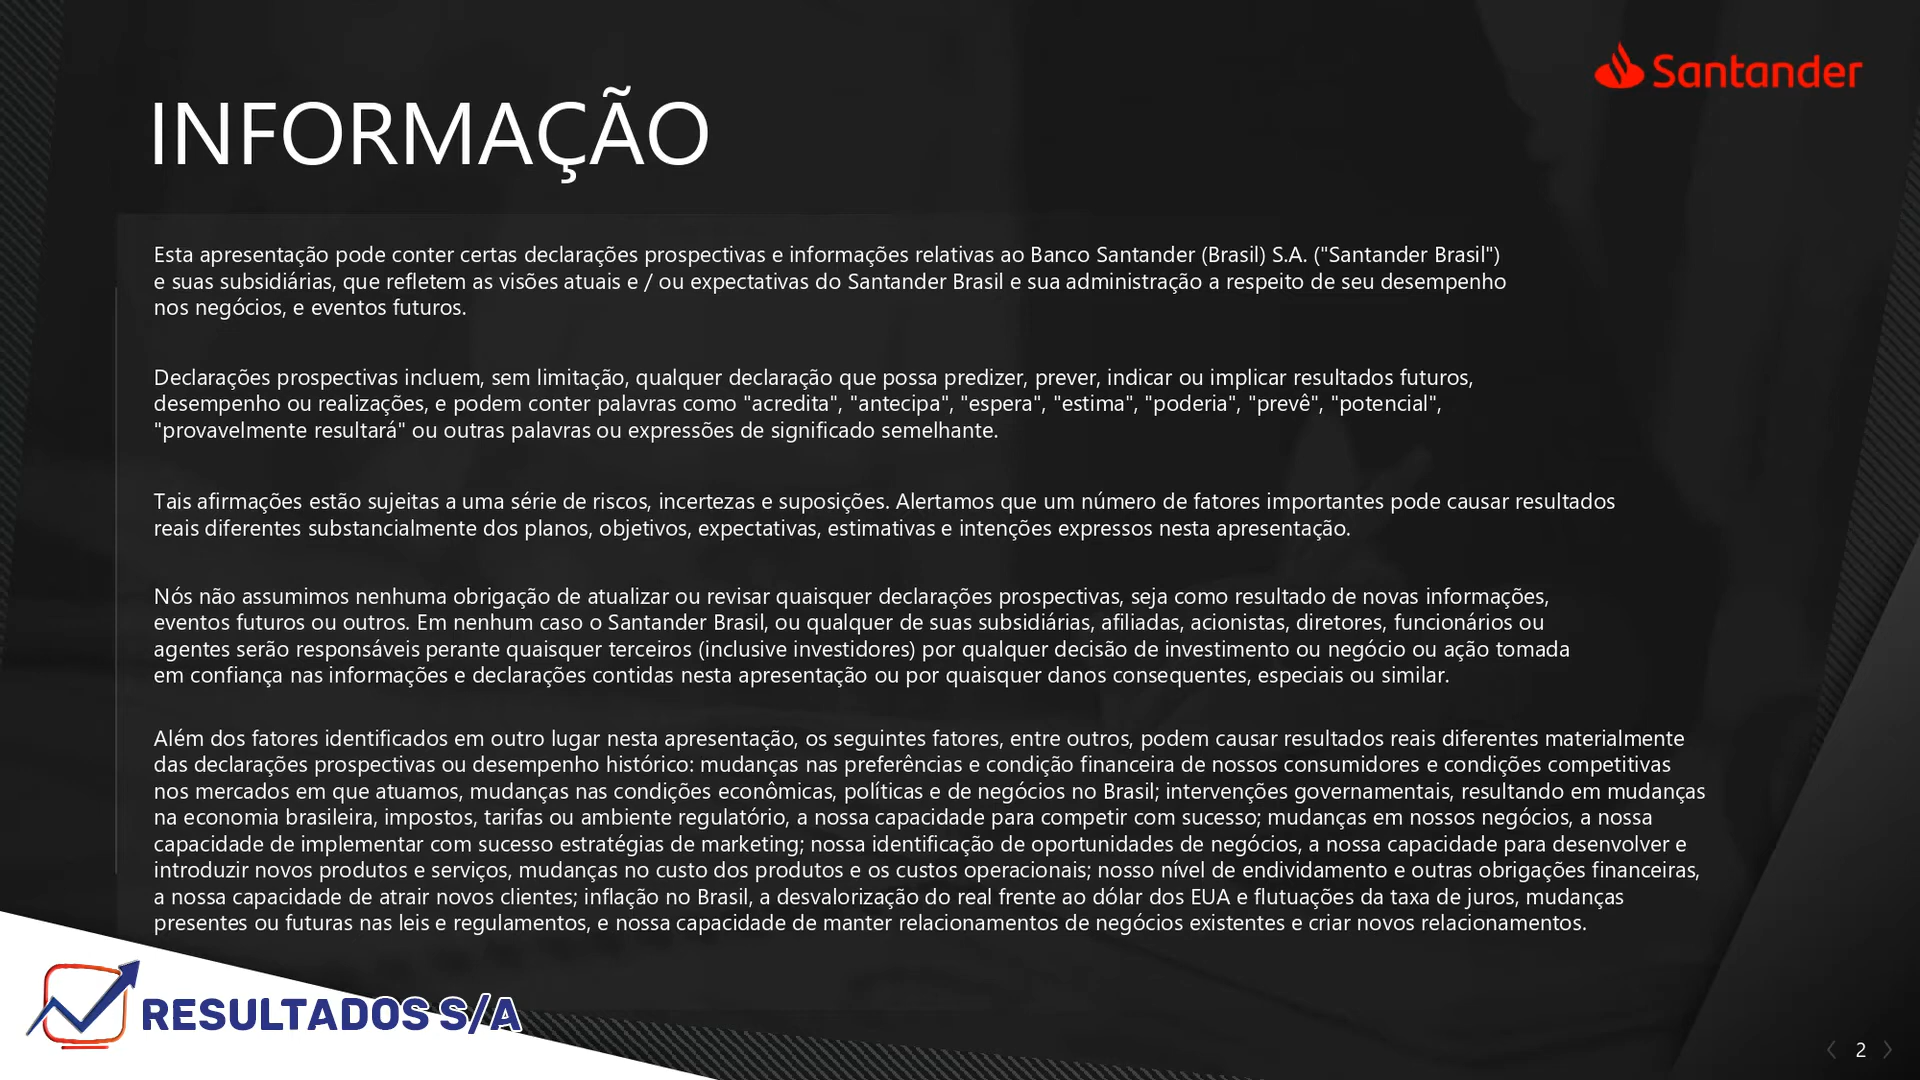 Santander
INFORMAÇÃO
Esta apresentação pode conter certas declarações prospectivas e informações relativas ao Banco Santander (Brasil) S.A. ("Santander Brasil")
e suas subsidiárias, que refletem as visões atuais e / ou expectativas do Santander Brasil e sua administração a respeito de seu desempenho
nos negócios, e eventos futuros.
Declarações prospectivas incluem, sem limitação, qualquer declaração que possa predizer, prever, indicar ou implicar resultados futuros,
desempenho ou realizações, e podem conter palavras como "acredita", "antecipa", "espera", "estima", "poderia", "prevê", "potencial",
"provavelmente resultará" ou outras palavras ou expressões de significado semelhante.
Tais afirmações estão sujeitas a uma série de riscos, incertezas e suposições. Alertamos que um número de fatores importantes pode causar resultados
reais diferentes substancialmente dos planos, objetivos, expectativas, estimativas e intenções expressos nesta apresentação.
Nós não assumimos nenhuma obrigação de atualizar ou revisar quaisquer declarações prospectivas, seja como resultado de novas informações,
eventos futuros ou outros. Em nenhum caso o Santander Brasil, ou qualquer de suas subsidiárias, afiliadas, acionistas, diretores, funcionários ou
agentes serão responsáveis perante quaisquer terceiros (inclusive investidores) por qualquer decisão de investimento ou negócio ou ação tomada
em confiança nas informações e declarações contidas nesta apresentação ou por quaisquer danos consequentes, especiais ou similar.
Além dos fatores identificados em outro lugar nesta apresentação, os seguintes fatores, entre outros, podem causar resultados reais diferentes materialmente
das declarações prospectivas ou desempenho histórico: mudanças nas preferências e condição financeira de nossos consumidores e condições competitivas
nos mercados em que atuamos, mudanças nas condições econômicas, políticas e de negócios no Brasil; intervenções governamentais, resultando em mudanças
na economia brasileira, impostos, tarifas ou ambiente regulatório, a nossa capacidade para competir com sucesso; mudanças em nossos negócios, a nossa
capacidade de implementar com sucesso estratégias de marketing; nossa identificação de oportunidades de negócios, a nossa capacidade para desenvolver e
introduzir novos produtos e serviços, mudanças no custo dos produtos e os custos operacionais; nosso nível de endividamento e outras obrigações financeiras,
a nossa capacidade de atrair novos clientes; inflação no Brasil, a desvalorização do real frente ao dólar dos EUA e flutuações da taxa de juros, mudanças
presentes ou futuras nas leis e regulamentos, e nossa capacidade de manter relacionamentos de negócios existentes e criar novos relacionamentos.
RESULTADOS S/A
2